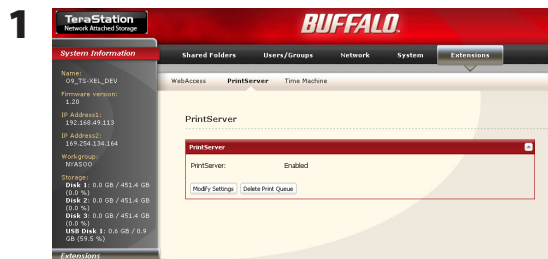 1
TeraStation
Network Attached Storage
BUFFALO
System Information
Shared Folders Users/Groups Network System Extensions
WebAccess PrintServer Time Machine
Name:
09_TS-XEL_DEV
Firmware version:
1.20
IP Address1:
192.168.49.113
IP Address2:
169.254.134.164
Workgroup:
NYASOO
Storage:
Disk 1: 0.0 GB / 451.4 GB
(0.0 %)
Disk 2: 0.0 GB / 451.4 GB
(0.0 %)
Disk 3: 0.0 GB / 451.4 GB
(0.0 %)
USB Disk 1: 0.6 GB / 0.9
GB (59.5 %)
Extensions
PrintServer
PrintServer
PrintServer: Enabled
Modify Settings Delete Print Queue